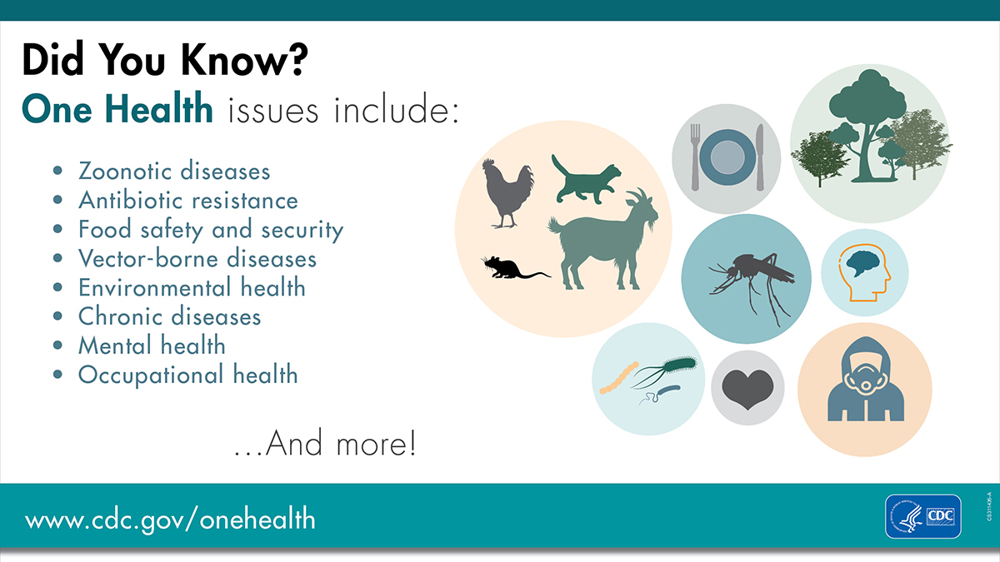 Did You Know?
One Health issues include:
• Zoonotic diseases
• Antibiotic resistance
• Food safety and security
• Vector-borne diseases
• Environmental health
• Chronic diseases
• Mental health
• Occupational health
...And more!
www.cdc.gov/onehealth
CDC
CS311436-A